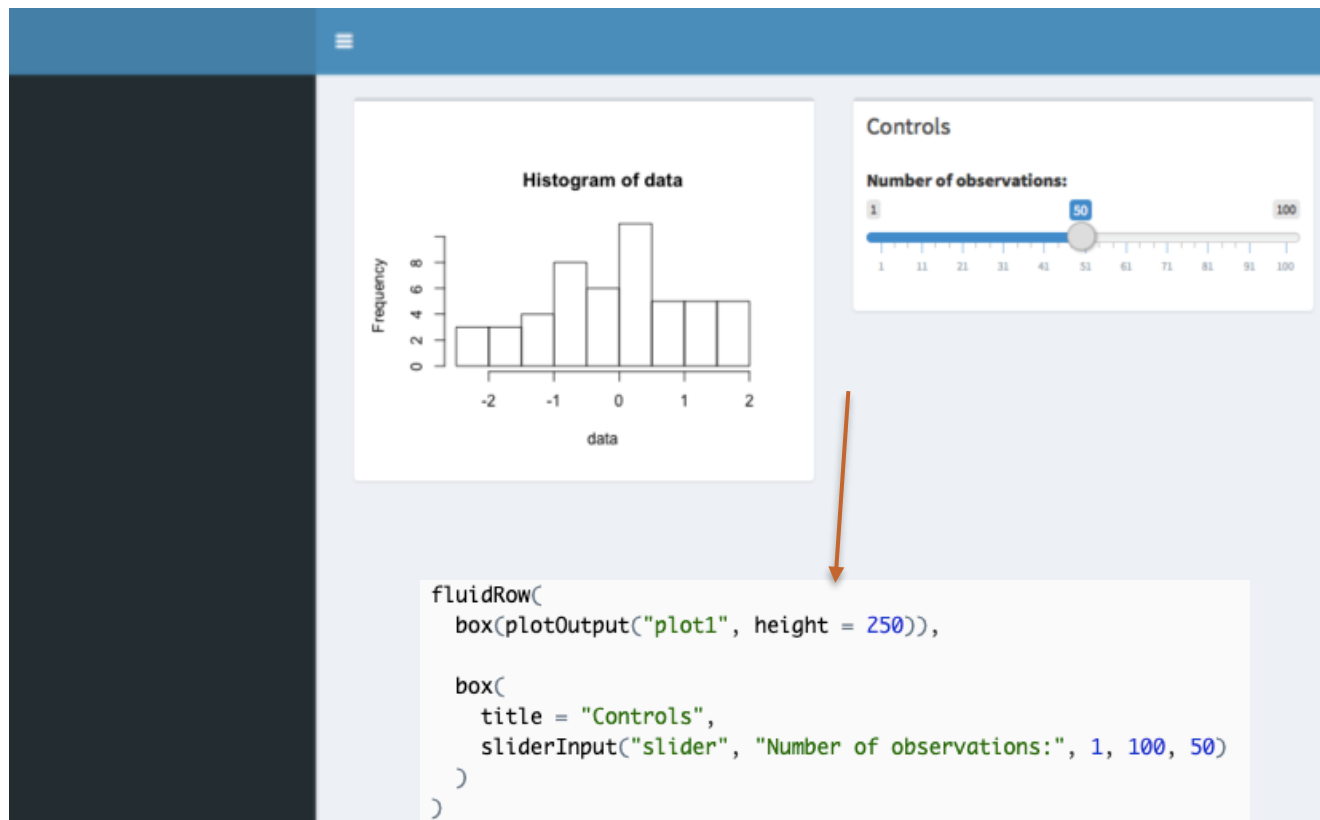 Histogram of data
Frequency
0 2 4 6 8
-2 -1 0 1 2
data
Controls
Number of observations:
1 50 100
1 11 21 31 41 51 61 71 81 91 100
fluidRow(
  box(plotOutput("plot1", height = 250)),
  box(
    title = "Controls",
    sliderInput("slider", "Number of observations:", 1, 100, 50)
  )
)